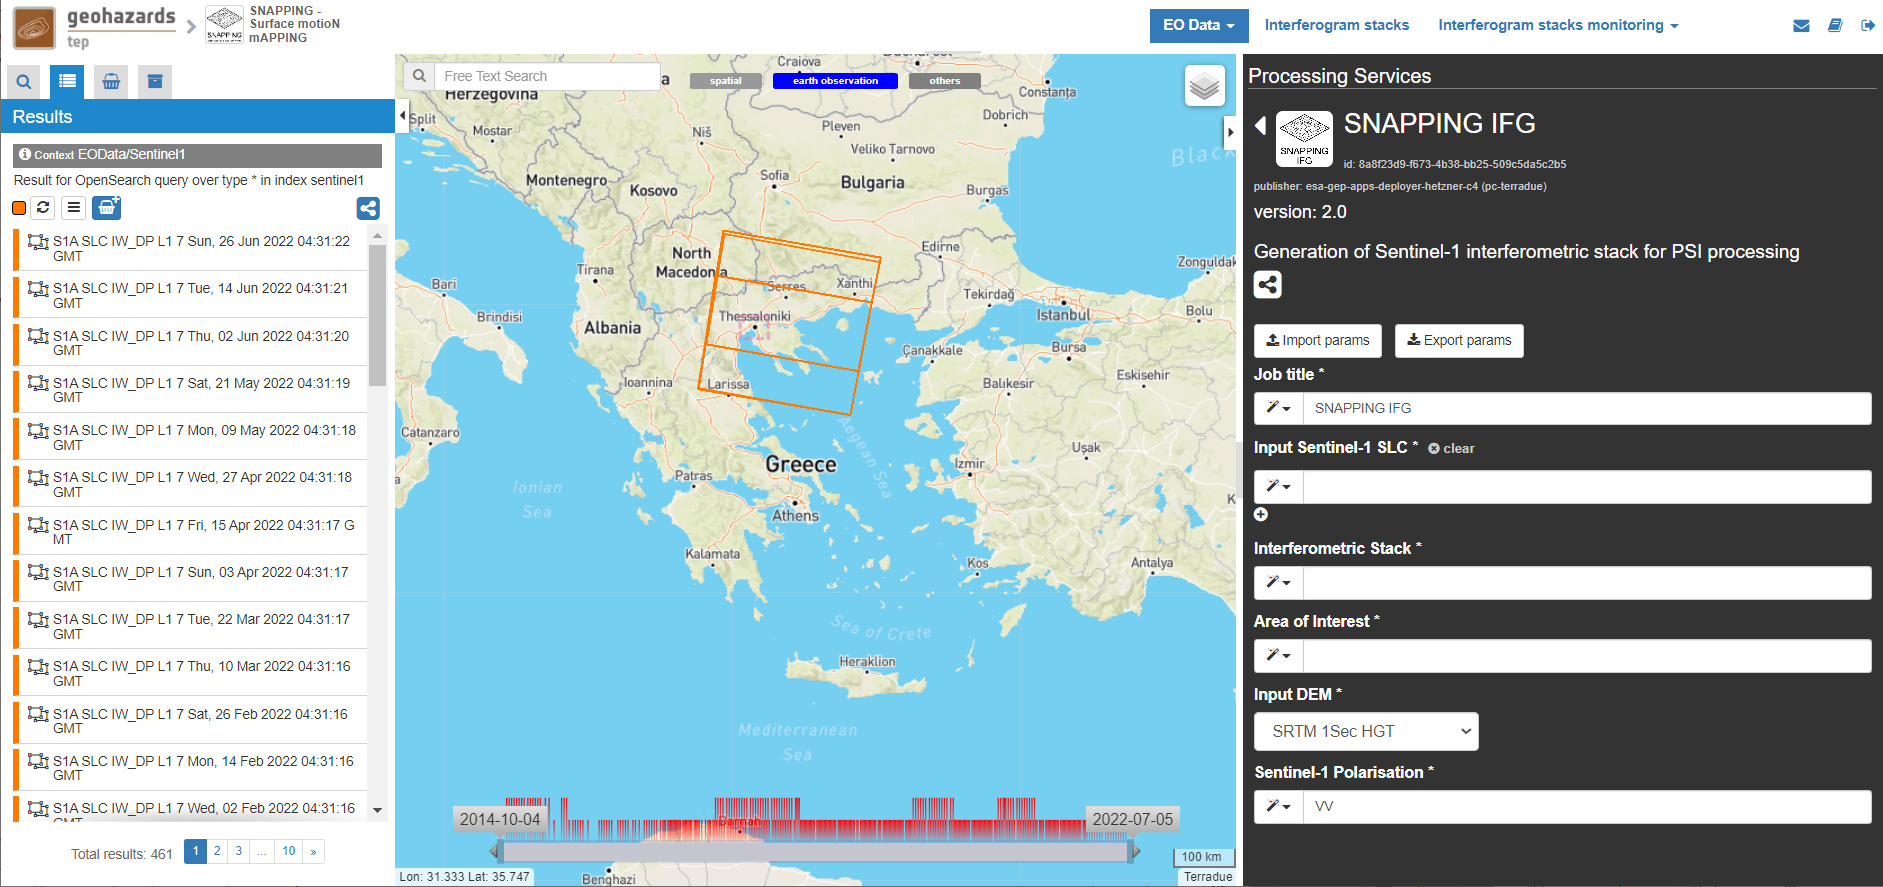 geohazards
tep
SNAPPING
SNAPPING -
Surface motioN
mAPPING
EO Data
Interferogram stacks
Interferogram stacks monitoring
Results
Context EOData/Sentinel1
Result for OpenSearch query over type * in index sentinel1
S1A SLC IW_DP L1 7 Sun, 26 Jun 2022 04:31:22
GMT
S1A SLC IW_DP L1 7 Tue, 14 Jun 2022 04:31:21
GMT
S1A SLC IW_DP L1 7 Thu, 02 Jun 2022 04:31:20
GMT
S1A SLC IW_DP L1 7 Sat, 21 May 2022 04:31:19
GMT
S1A SLC IW_DP L1 7 Mon, 09 May 2022 04:31:18
GMT
S1A SLC IW_DP L1 7 Wed, 27 Apr 2022 04:31:18
GMT
S1A SLC IW_DP L1 7 Fri, 15 Apr 2022 04:31:17 G
MT
S1A SLC IW_DP L1 7 Sun, 03 Apr 2022 04:31:17
GMT
S1A SLC IW_DP L1 7 Tue, 22 Mar 2022 04:31:17
GMT
S1A SLC IW_DP L1 7 Thu, 10 Mar 2022 04:31:16
GMT
S1A SLC IW_DP L1 7 Sat, 26 Feb 2022 04:31:16
GMT
S1A SLC IW_DP L1 7 Mon, 14 Feb 2022 04:31:16
GMT
S1A SLC IW_DP L1 7 Wed, 02 Feb 2022 04:31:16
GMT
Total results: 461
1 2 3 ... 10 »
Free Text Search
spatial
earth observation
others
Craiova
Herzegovina
Constanța
Split
Dobrich
Mostar
Niš
Pleven
Veliko Tarnovo
Black
Sofia
Montenegro
Kosovo
Bulgaria
Burgas
North
Macedonia
Edirne
Zonguldak
Tirana
Bari
Serres
Xanthi
Tekirdağ
Brindisi
Thessaloniki
Istanbul
Bolu
Albania
Çanakkale
Bursa
Ioannina
Larissa
Balıkesir
Eskisehir
Catanzaro
Aegean Sea
Uşak
Greece
Izmir
Patras
Ionian
Sea
Athens
Kalamata
Kos
Antalya
Sea of Crete
Heraklion
Mediterranean
Sea
2014-10-04
Darnah
2022-07-05
100 km
Lon: 31.333 Lat: 35.747
Benghazi
Terradue
Processing Services
SNAPPING
IFG
SNAPPING IFG
id: 8a8f23d9-f673-4b38-bb25-509c5da5c2b5
publisher: esa-gep-apps-deployer-hetzner-c4 (pc-terradue)
version: 2.0
Generation of Sentinel-1 interferometric stack for PSI processing
Import params
Export params
Job title *
SNAPPING IFG
Input Sentinel-1 SLC * clear
Interferometric Stack *
Area of Interest *
Input DEM *
SRTM 1Sec HGT
Sentinel-1 Polarisation *
VV